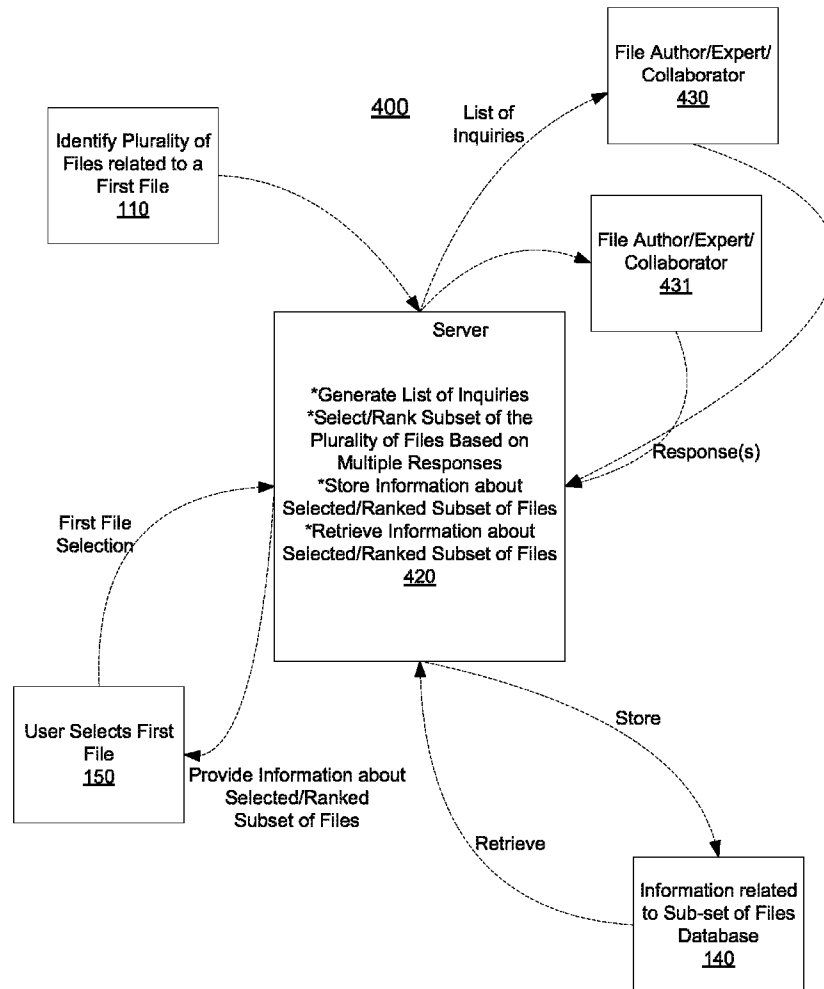 400
File Author/Expert/
Collaborator
430
List of
Inquiries
Identify Plurality of
Files related to a
First File
110
File Author/Expert/
Collaborator
431
Server
*Generate List of Inquiries
*Select/Rank Subset of the
Plurality of Files Based on
Multiple Responses
*Store Information about
Selected/Ranked Subset of Files
*Retrieve Information about
Selected/Ranked Subset of Files
420
Response(s)
First File
Selection
User Selects First
File
150
Provide Information about
Selected/Ranked
Subset of Files
Store
Retrieve
Information related
to Sub-set of Files
Database
140